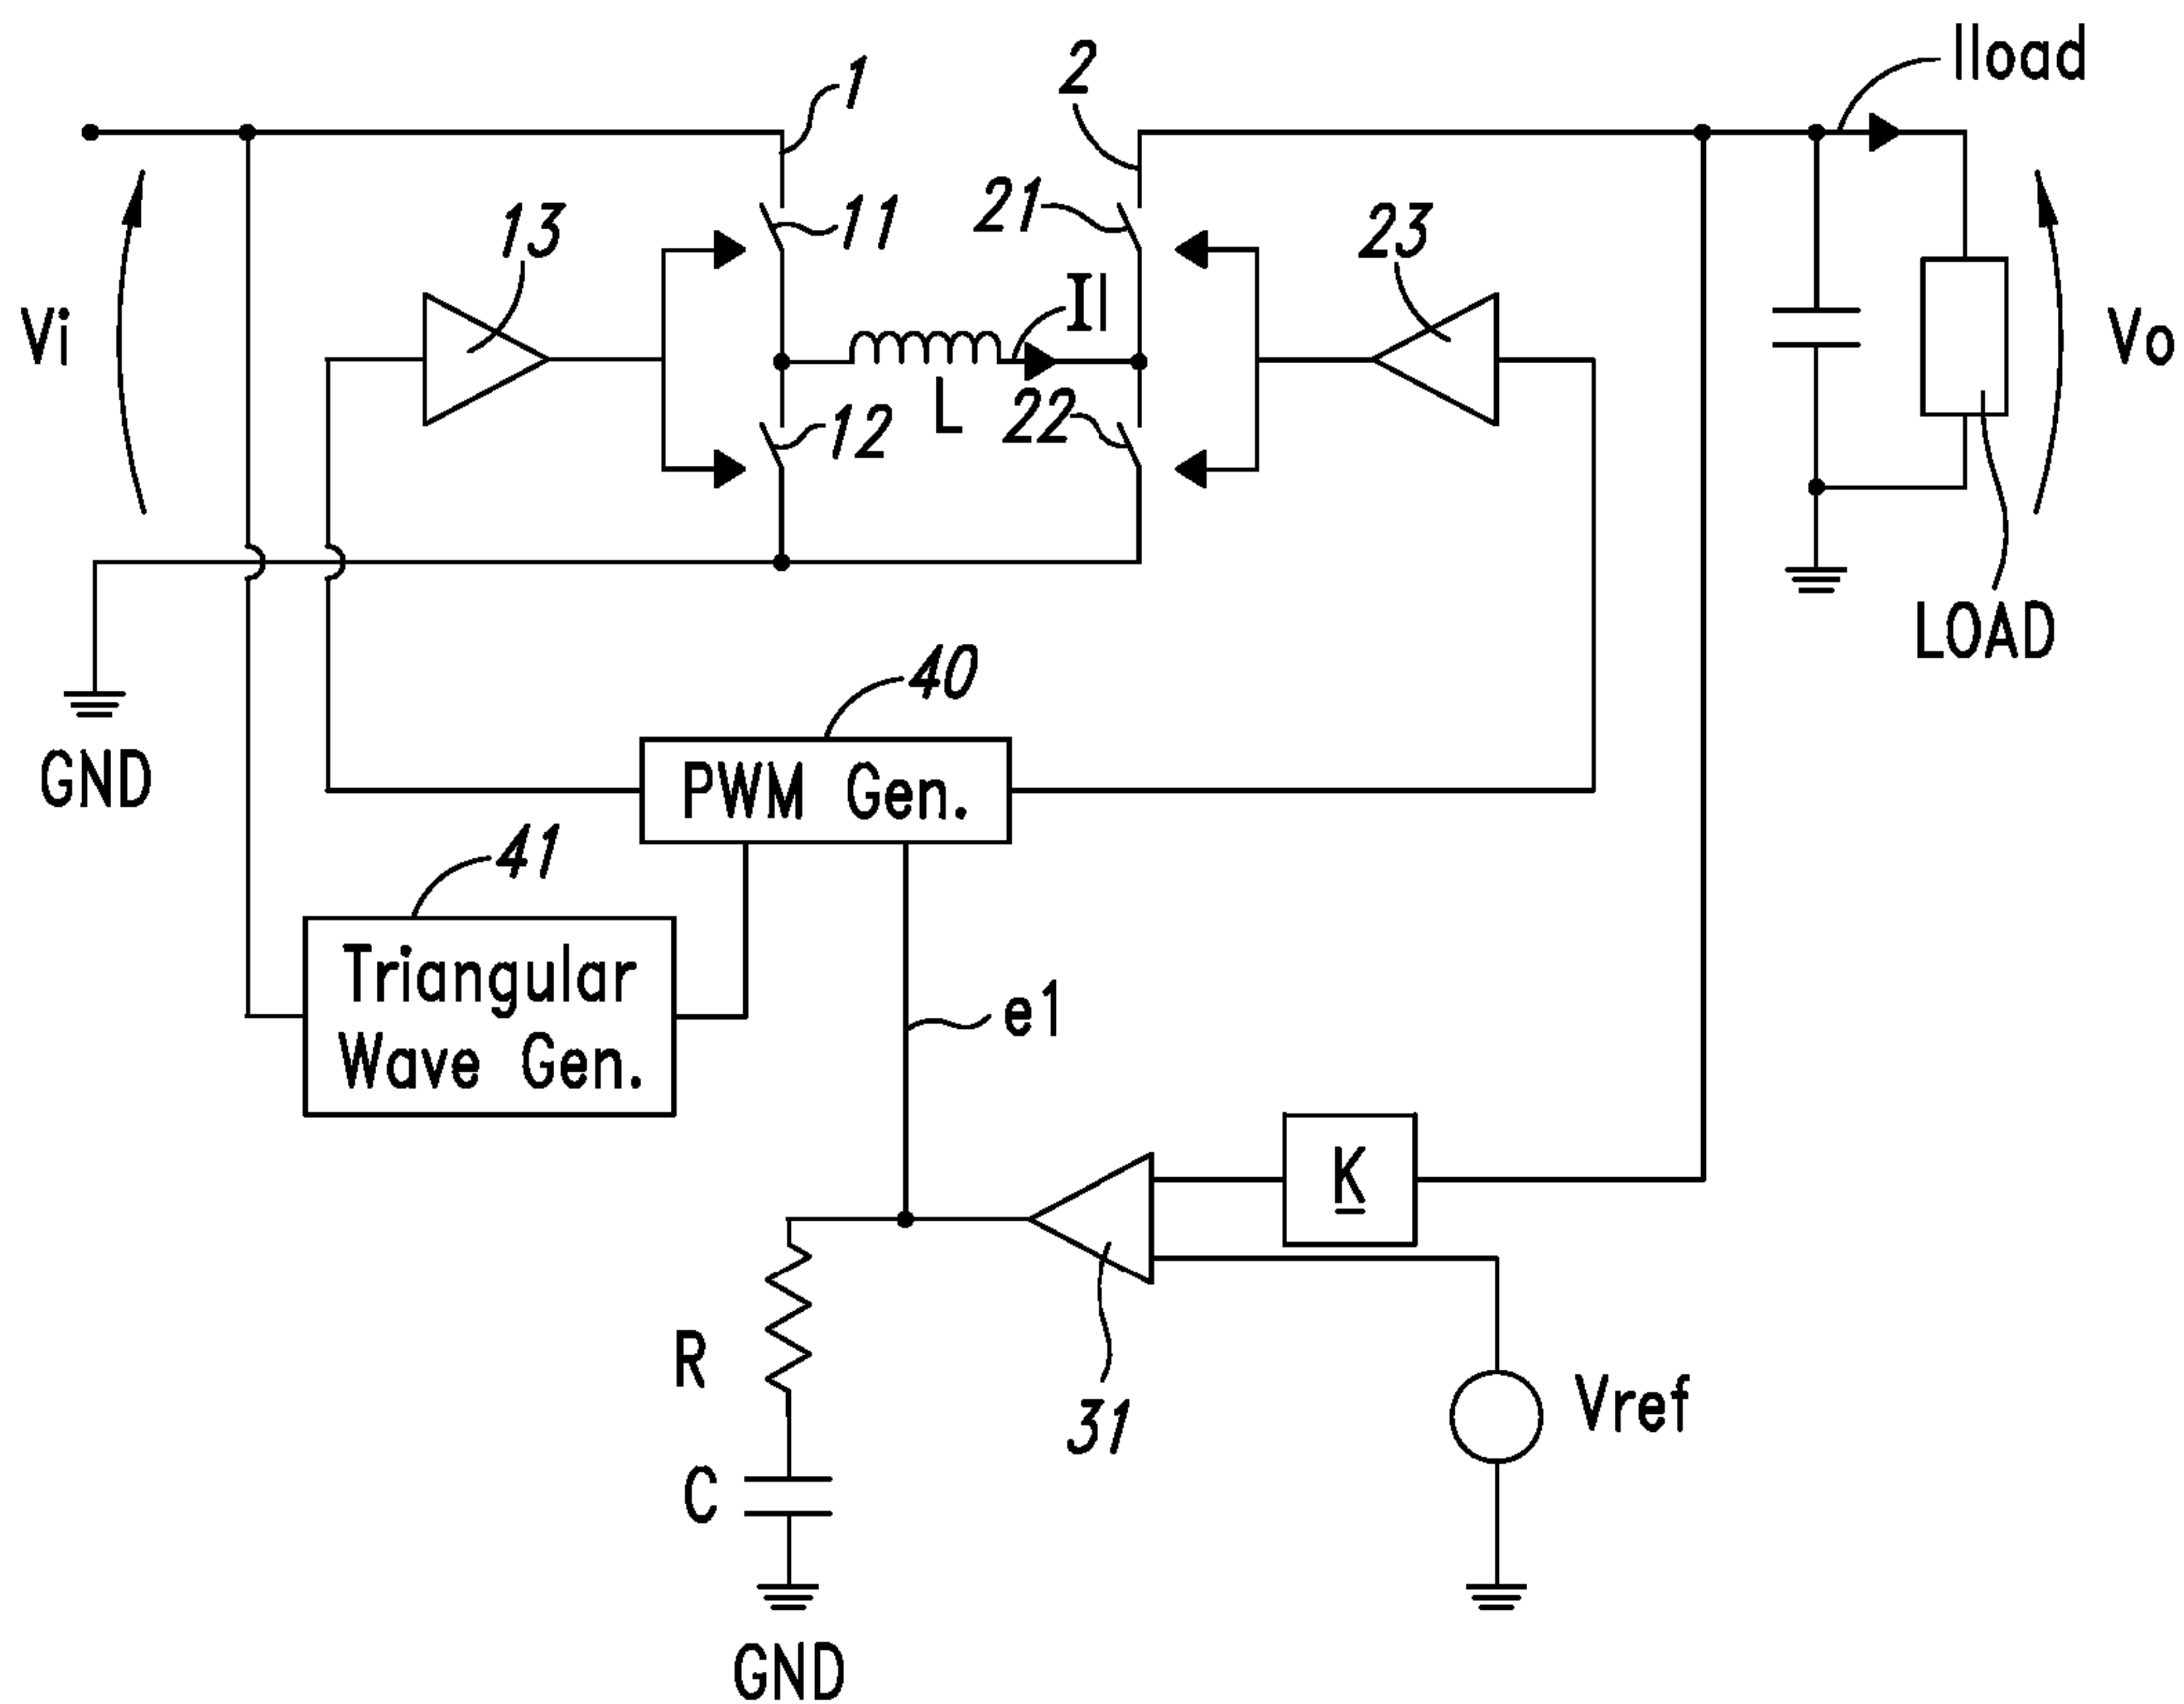 1
2
Iload
13
11
21
23
Vi
Il
Vo
12
L
22
LOAD
40
GND
PWM Gen.
41
Triangular
Wave Gen.
e1
K
R
31
Vref
C
GND